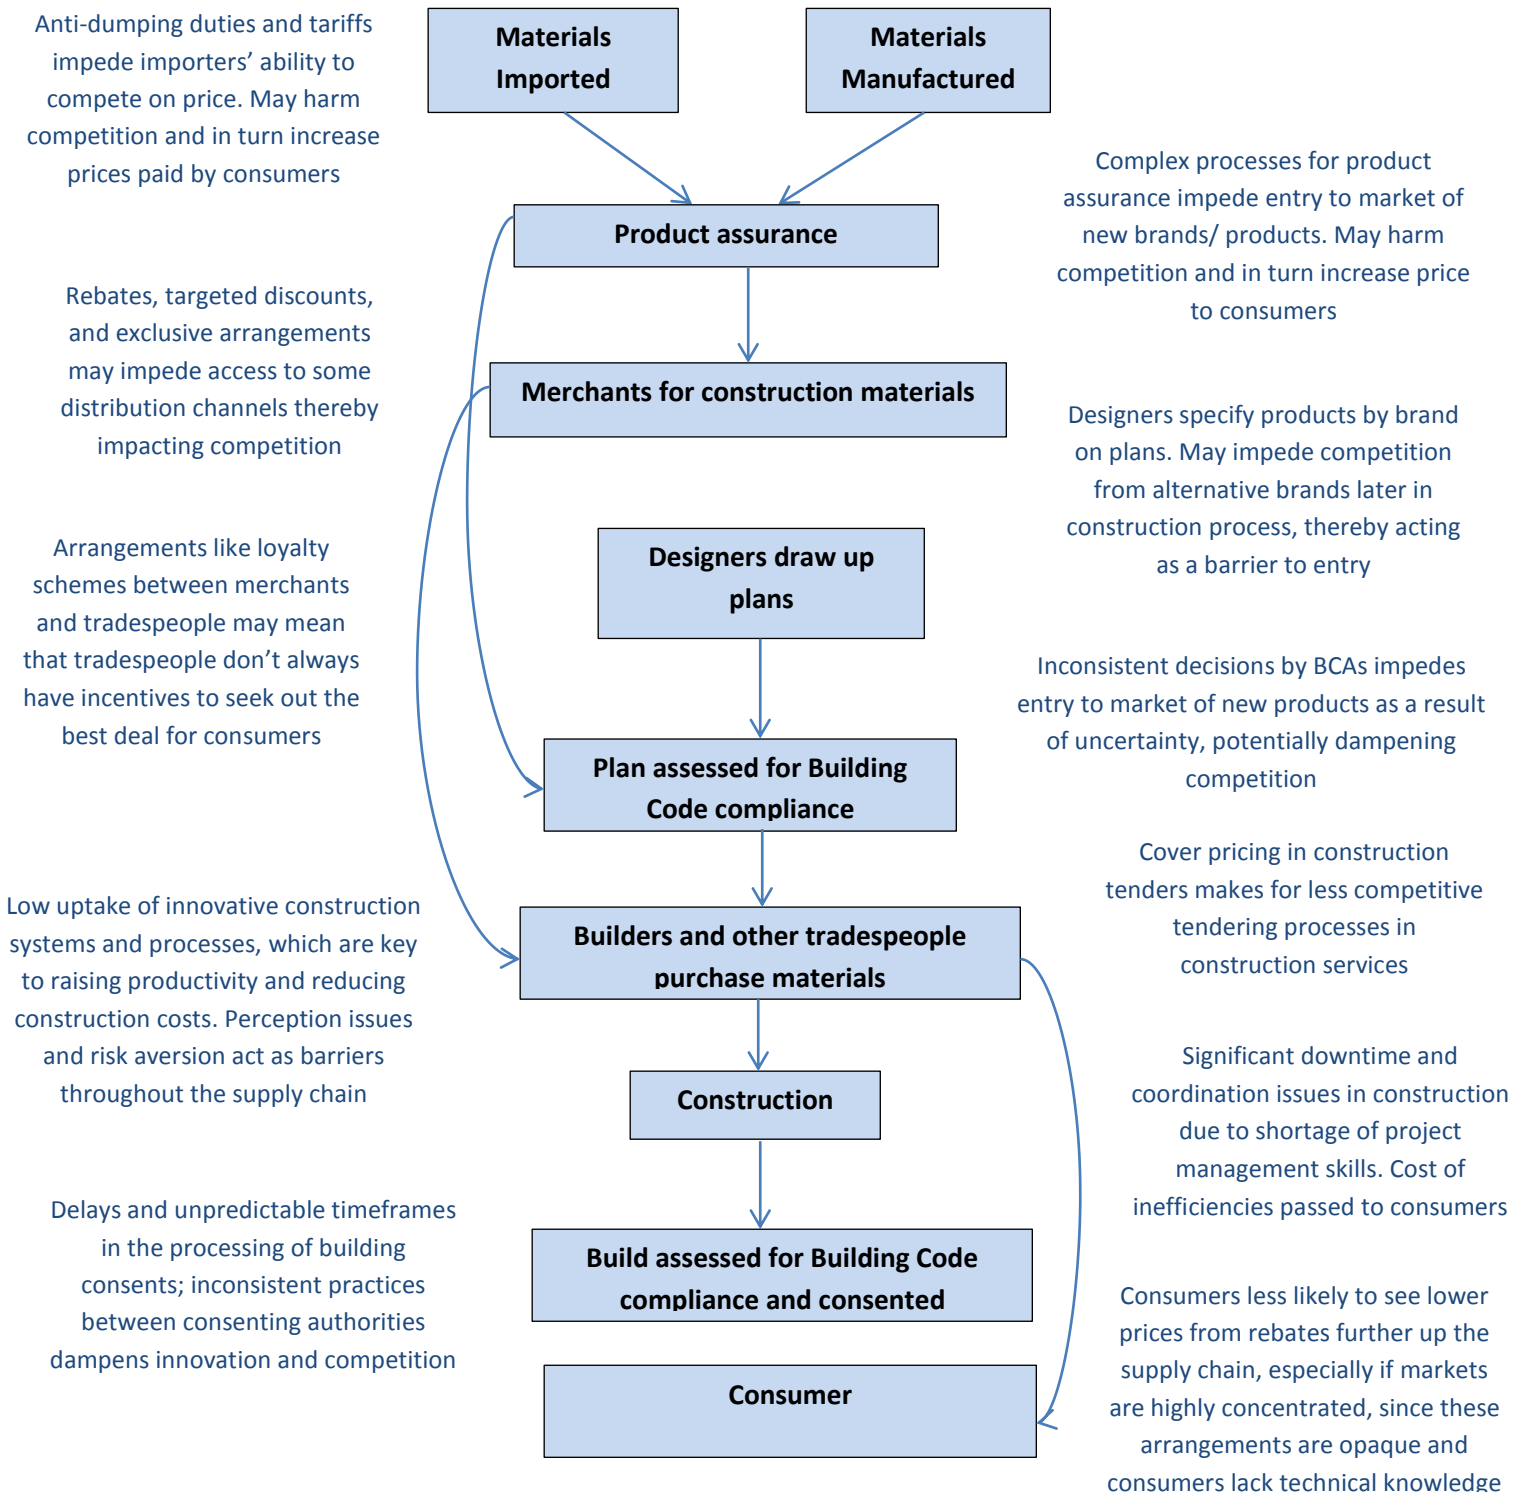 Anti-dumping duties and tariffs
impede importers’ ability to
compete on price. May harm
competition and in turn increase
prices paid by consumers
Materials
Imported
Materials
Manufactured
Complex processes for product
assurance impede entry to market of
new brands/ products. May harm
competition and in turn increase price
to consumers
Product assurance
Rebates, targeted discounts,
and exclusive arrangements
may impede access to some
distribution channels thereby
impacting competition
Merchants for construction materials
Designers specify products by brand
on plans. May impede competition
from alternative brands later in
construction process, thereby acting
as a barrier to entry
Arrangements like loyalty
schemes between merchants
and tradespeople may mean
that tradespeople don’t always
have incentives to seek out the
best deal for consumers
Designers draw up
plans
Inconsistent decisions by BCAs impedes
entry to market of new products as a result
of uncertainty, potentially dampening
competition
Plan assessed for Building
Code compliance
Cover pricing in construction
tenders makes for less competitive
tendering processes in
construction services
Low uptake of innovative construction
systems and processes, which are key
to raising productivity and reducing
construction costs. Perception issues
and risk aversion act as barriers
throughout the supply chain
Builders and other tradespeople
purchase materials
Significant downtime and
coordination issues in construction
due to shortage of project
management skills. Cost of
inefficiencies passed to consumers
Construction
Delays and unpredictable timeframes
in the processing of building
consents; inconsistent practices
between consenting authorities
dampens innovation and competition
Build assessed for Building Code
compliance and consented
Consumers less likely to see lower
prices from rebates further up the
supply chain, especially if markets
are highly concentrated, since these
arrangements are opaque and
consumers lack technical knowledge
Consumer